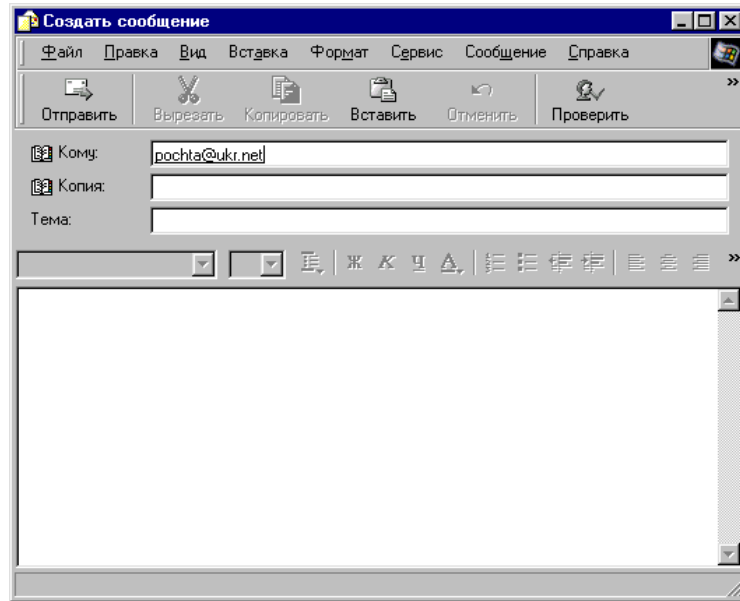 Создать сообщение
Файл Правка Вид Вставка Формат Сервис Сообщение Справка
Отправить Вырезать Копировать Вставить Отменить Проверить
Кому: pochta@ukr.net
Копия:
Тема:
Ж К Ч А